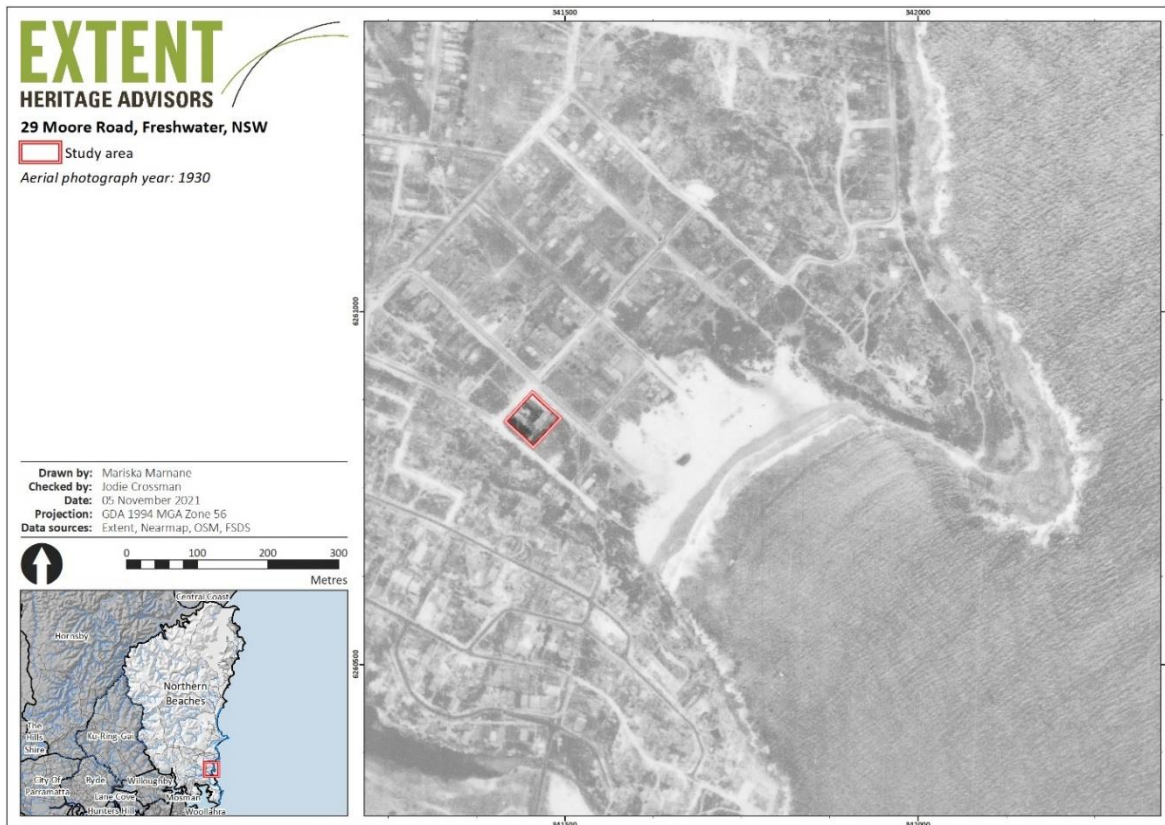 EXTENT
HERITAGE ADVISORS
29 Moore Road, Freshwater, NSW
Study area
Aerial photograph year: 1930
Drawn by: Mariska Marnane
Checked by: Jodie Crossman
Date: 05 November 2021
Projection: GDA 1994 MGA Zone 56
Data sources: Extent, Nearmap, OSM, FSDS
0 100 200 300
Metres
Central Coast
Hornsby
Northern
Beaches
The
Hills
Shire
Ku-Ring-Gai
City Of
Parramatta
Ryde
Willoughby
Lane Cove
Mosman
Hunters Hill
Woollahra
341500
342000
6261000
6260500
341500
342000